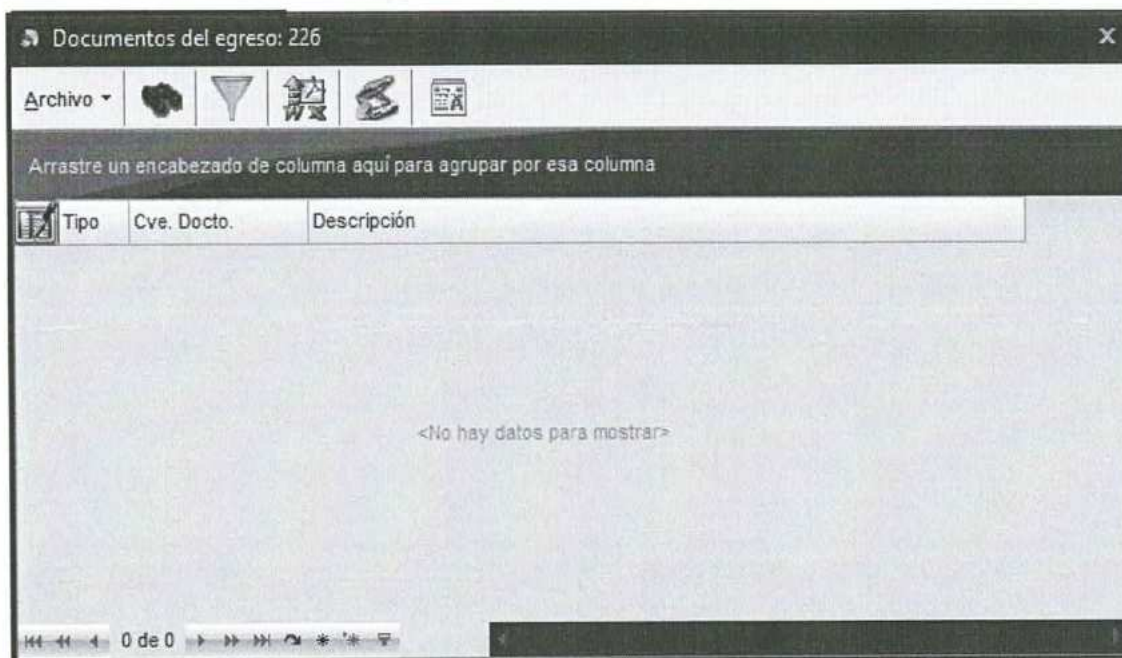 Documentos del egreso: 226
Archivo
Arrastre un encabezado de columna aquí para agrupar por esa columna
Tipo Cve. Docto. Descripción
<No hay datos para mostrar>
0 de 0